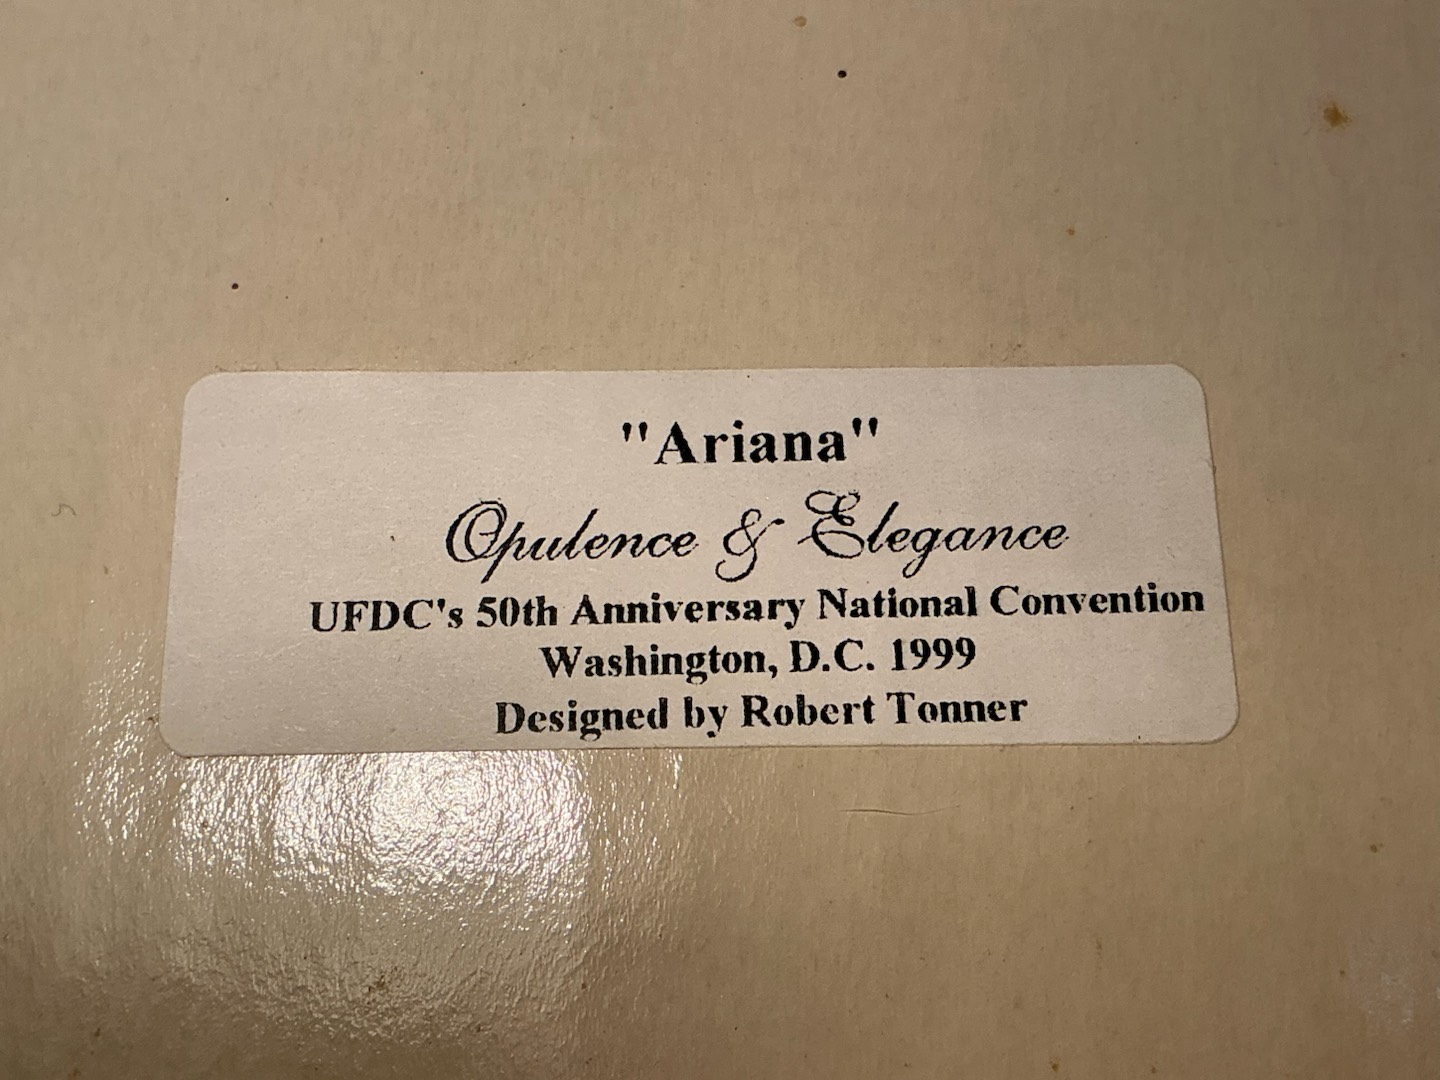 "Ariana"
Opulence & Elegance
UFDC's 50th Anniversary National Convention
Washington, D.C. 1999
Designed by Robert Tonner